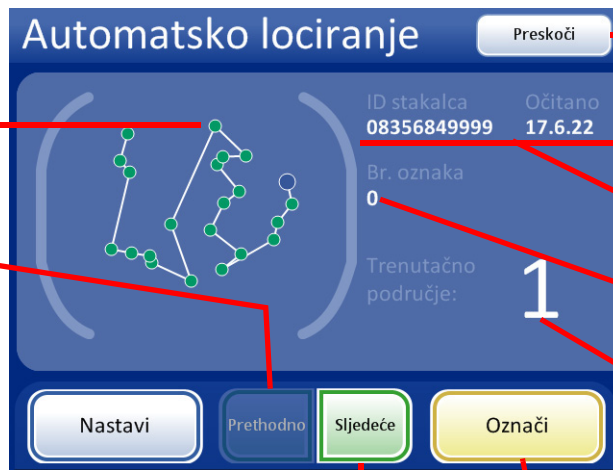 Automatsko lociranje
Preskoči
ID stakalca
Očitano
08356849999
17.6.22
Br. oznaka
0
Trenutačno
područje:
1
Nastavi
Prethodno
Sljedeće
Označi